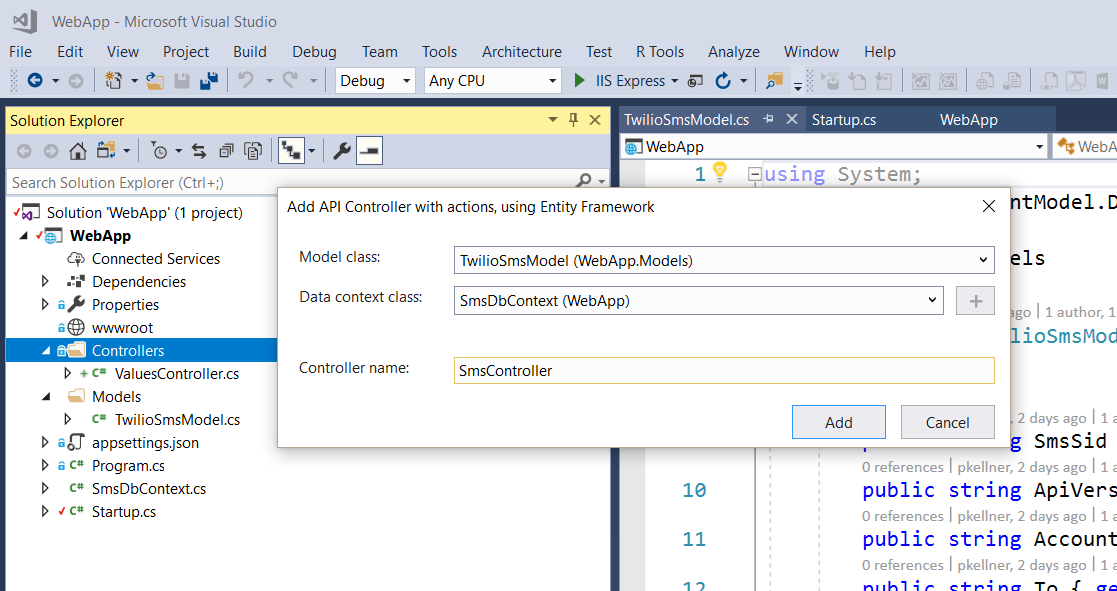 WebApp - Microsoft Visual Studio
File Edit View Project Build Debug Team Tools Architecture Test R Tools Analyze Window Help
Debug Any CPU IIS Express
Solution Explorer
TwilioSmsModel.cs Startup.cs WebApp
WebApp
Search Solution Explorer (Ctrl+;)
Solution 'WebApp' (1 project)
WebApp
Connected Services
Dependencies
Properties
wwwroot
Controllers
C# ValuesController.cs
Models
C# TwilioSmsModel.cs
appsettings.json
C# Program.cs
C# SmsDbContext.cs
C# Startup.cs
Add API Controller with actions, using Entity Framework
Model class: TwilioSmsModel (WebApp.Models)
Data context class: SmsDbContext (WebApp) +
Controller name: SmsController
Add Cancel
1 using System;
ntModel.D
els
ago | 1 author, 1
lioSmsMod
, 2 days ago | 1 a
g SmsSid
0 references | pkellner, 2 days ago | 1 a
10 public string ApiVers
0 references | pkellner, 2 days ago | 1 a
11 public string Account
0 references | pkellner, 2 days ago | 1 a
12 public string To { ge